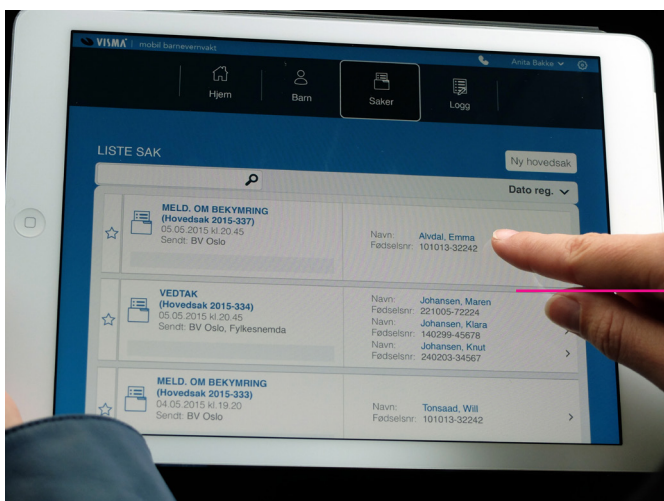 VISMA | mobil barnevernvakt
Anita Bakke
Hjem
Barn
Saker
Logg
LISTE SAK
Ny hovedsak
Dato reg.
MELD. OM BEKYMRING
(Hovedsak 2015-337)
05.05.2015 kl.20.45
Sendt: BV Oslo
Navn: Alvdal, Emma
Fødselsnr: 101013-32242
VEDTAK
(Hovedsak 2015-334)
05.05.2015 kl.20.45
Sendt: BV Oslo, Fylkesnemda
Navn: Johansen, Maren
Fødselsnr: 221005-72224
Navn: Johansen, Klara
Fødselsnr: 140299-45678
Navn: Johansen, Knut
Fødselsnr: 240203-34567
MELD. OM BEKYMRING
(Hovedsak 2015-333)
04.05.2015 kl.19.20
Sendt: BV Oslo
Navn: Tonsaad, Will
Fødselsnr: 101013-32242